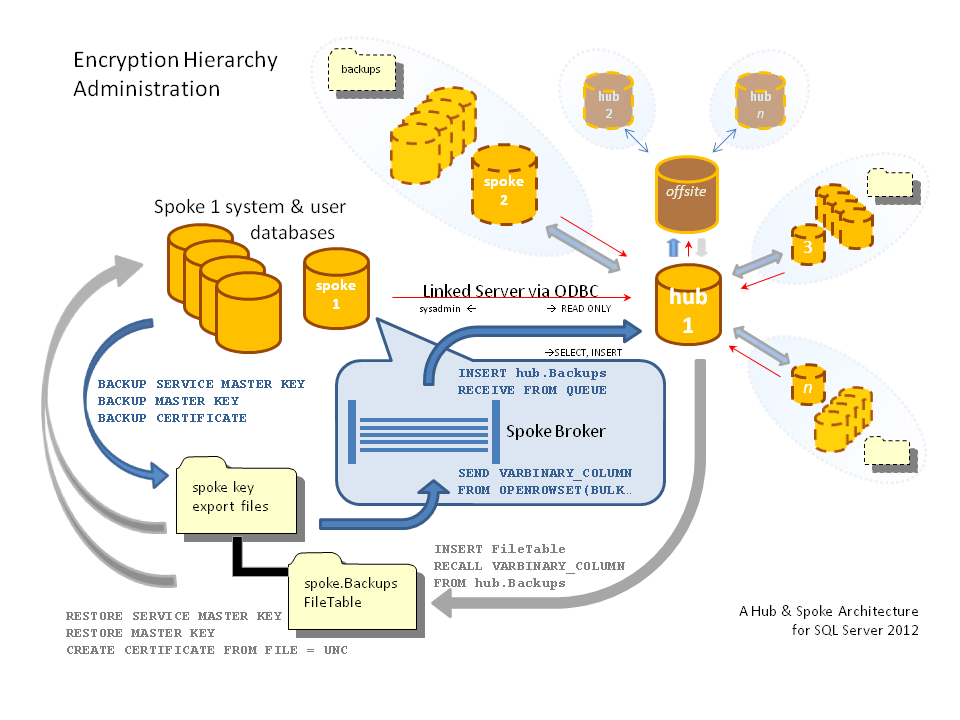 Encryption Hierarchy
Administration
backups
hub
2
hub
n
offsite
spoke
2
3
Spoke 1 system & user
databases
spoke
1
Linked Server via ODBC
sysadmin ← → READ ONLY
hub
1
→SELECT, INSERT
n
BACKUP SERVICE MASTER KEY
BACKUP MASTER KEY
BACKUP CERTIFICATE
INSERT hub.Backups
RECEIVE FROM QUEUE
Spoke Broker
SEND VARBINARY_COLUMN
FROM OPENROWSET(BULK…
spoke key
export files
INSERT FileTable
RECALL VARBINARY_COLUMN
FROM hub.Backups
spoke.Backups
FileTable
RESTORE SERVICE MASTER KEY
RESTORE MASTER KEY
CREATE CERTIFICATE FROM FILE = UNC
A Hub & Spoke Architecture
for SQL Server 2012